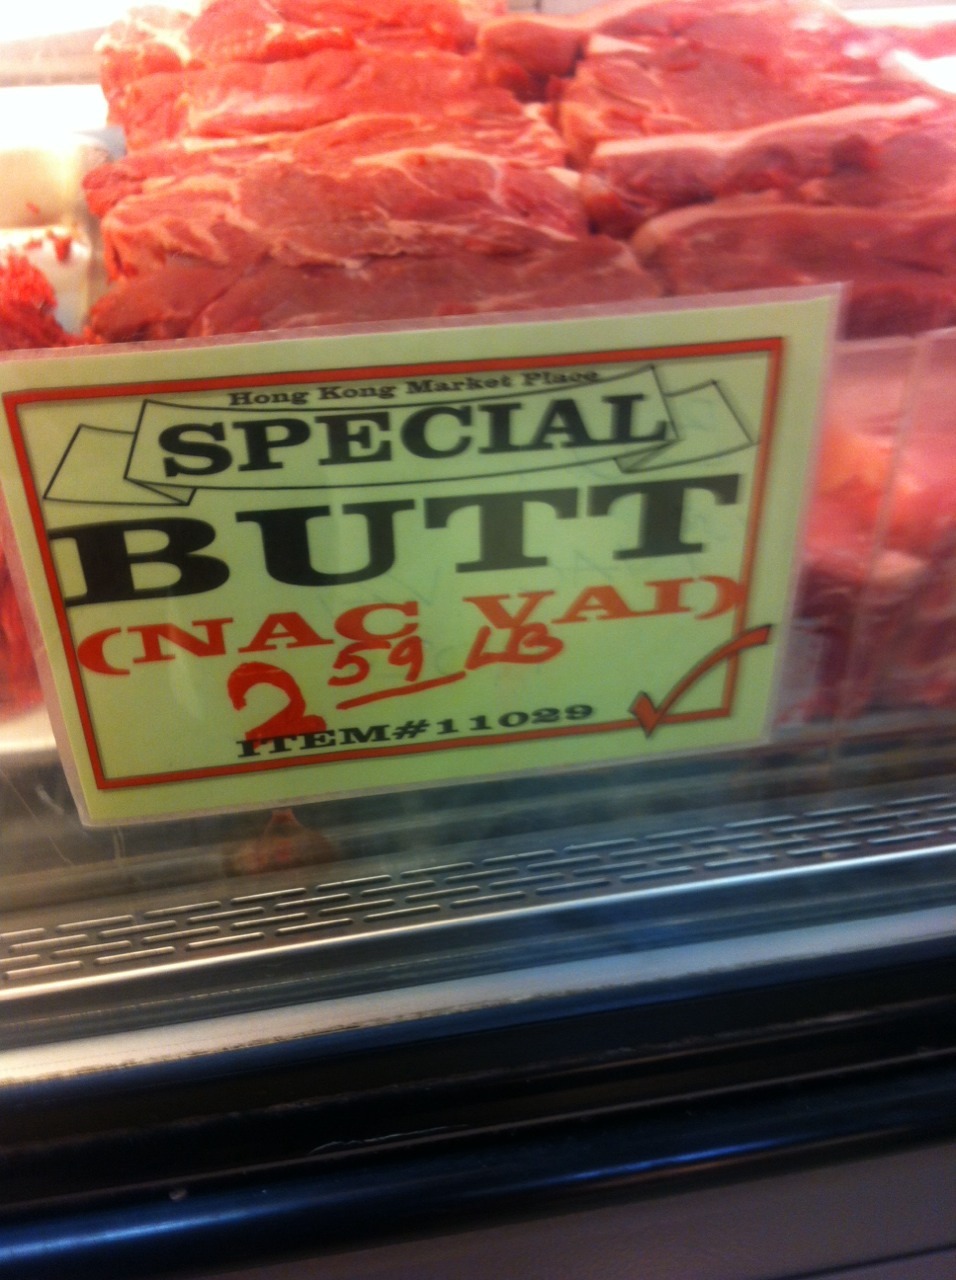 Hong Kong Market Place
SPECIAL
BUTT
(NAC VAI)
2 59 LB
ITEM#11029